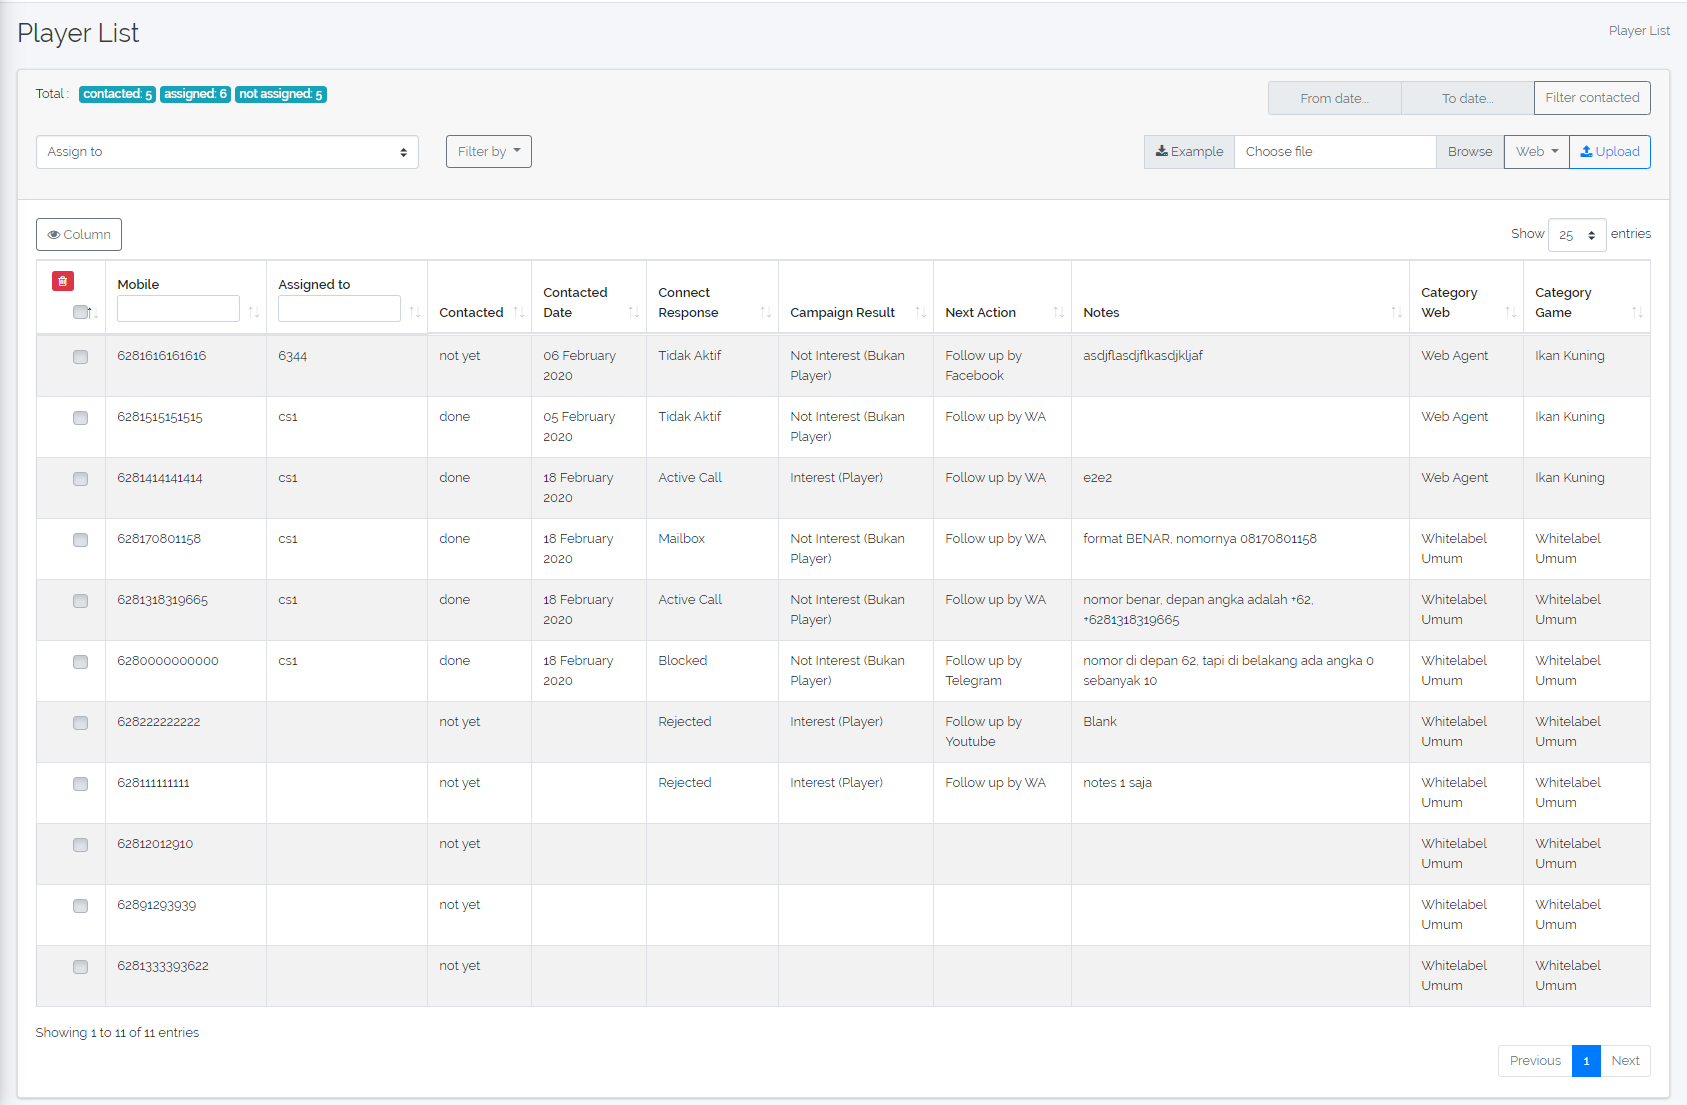 Player List
Player List
Total : contacted: 5 assigned: 6 not assigned: 5
From date... To date... Filter contacted
Assign to Filter by Example Choose file Browse Web Upload
Column Show 25 entries
Mobile Assigned to Contacted Contacted Date Connect Response Campaign Result Next Action Notes Category Web Category Game
6281616161616 6344 not yet 06 February 2020 Tidak Aktif Not Interest (Bukan Player) Follow up by Facebook asdjflasdjflkasdjkljaf Web Agent Ikan Kuning
6281515151515 cs1 done 05 February 2020 Tidak Aktif Not Interest (Bukan Player) Follow up by WA Web Agent Ikan Kuning
6281414141414 cs1 done 18 February 2020 Active Call Interest (Player) Follow up by WA e2e2 Web Agent Ikan Kuning
628170801158 cs1 done 18 February 2020 Mailbox Not Interest (Bukan Player) Follow up by WA format BENAR, nomornya 08170801158 Whitelabel Umum Whitelabel Umum
6281318319665 cs1 done 18 February 2020 Active Call Not Interest (Bukan Player) Follow up by WA nomor benar, depan angka adalah +62, +6281318319665 Whitelabel Umum Whitelabel Umum
6280000000000 cs1 done 18 February 2020 Blocked Not Interest (Bukan Player) Follow up by Telegram nomor di depan 62, tapi di belakang ada angka 0 sebanyak 10 Whitelabel Umum Whitelabel Umum
628222222222 not yet Rejected Interest (Player) Follow up by Youtube Blank Whitelabel Umum Whitelabel Umum
628111111111 not yet Rejected Interest (Player) Follow up by WA notes 1 saja Whitelabel Umum Whitelabel Umum
62812012910 not yet Whitelabel Umum Whitelabel Umum
62891293939 not yet Whitelabel Umum Whitelabel Umum
6281333393622 not yet Whitelabel Umum Whitelabel Umum
Showing 1 to 11 of 11 entries
Previous 1 Next